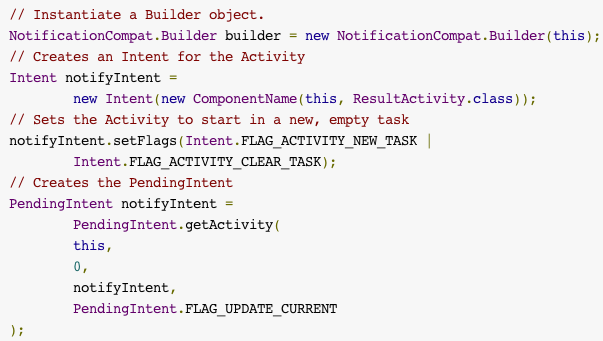 // Instantiate a Builder object.
NotificationCompat.Builder builder = new NotificationCompat.Builder(this);
// Creates an Intent for the Activity
Intent notifyIntent =
        new Intent(new ComponentName(this, ResultActivity.class));
// Sets the Activity to start in a new, empty task
notifyIntent.setFlags(Intent.FLAG_ACTIVITY_NEW_TASK |
        Intent.FLAG_ACTIVITY_CLEAR_TASK);
// Creates the PendingIntent
PendingIntent notifyIntent =
        PendingIntent.getActivity(
        this,
        0,
        notifyIntent,
        PendingIntent.FLAG_UPDATE_CURRENT
);